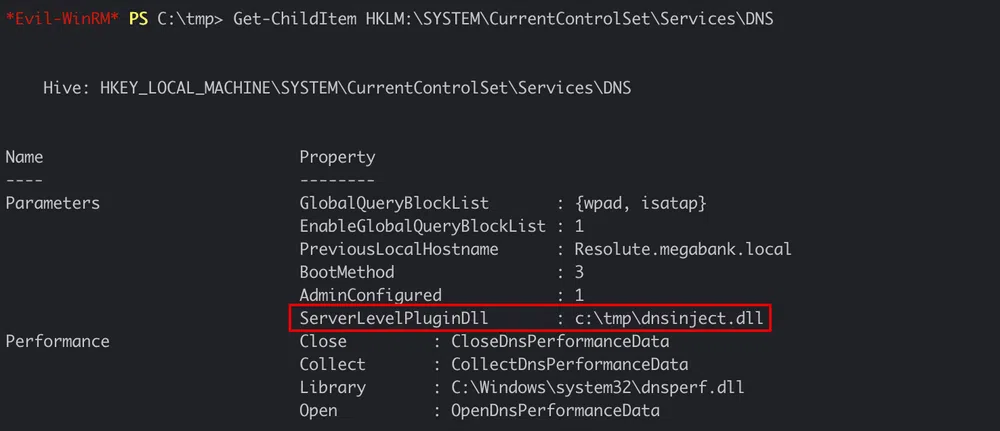 *Evil-WinRM* PS C:\tmp> Get-ChildItem HKLM:\SYSTEM\CurrentControlSet\Services\DNS
Hive: HKEY_LOCAL_MACHINE\SYSTEM\CurrentControlSet\Services\DNS
Name Property
---- --------
Parameters GlobalQueryBlockList : {wpad, isatap}
EnableGlobalQueryBlockList : 1
PreviousLocalHostname : Resolute.megabank.local
BootMethod : 3
AdminConfigured : 1
ServerLevelPluginDll : c:\tmp\dnsinject.dll
Performance Close : CloseDnsPerformanceData
Collect : CollectDnsPerformanceData
Library : C:\Windows\system32\dnsperf.dll
Open : OpenDnsPerformanceData